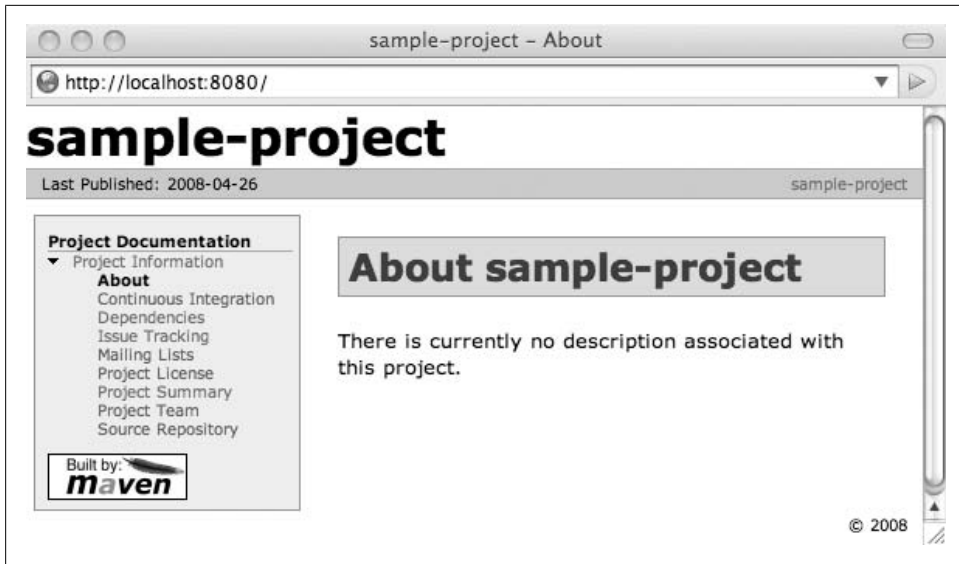 sample-project – About
http://localhost:8080/
sample-project
Last Published: 2008-04-26
sample-project
Project Documentation
Project Information
About
Continuous Integration
Dependencies
Issue Tracking
Mailing Lists
Project License
Project Summary
Project Team
Source Repository
Built by:
maven
About sample-project
There is currently no description associated with
this project.
© 2008